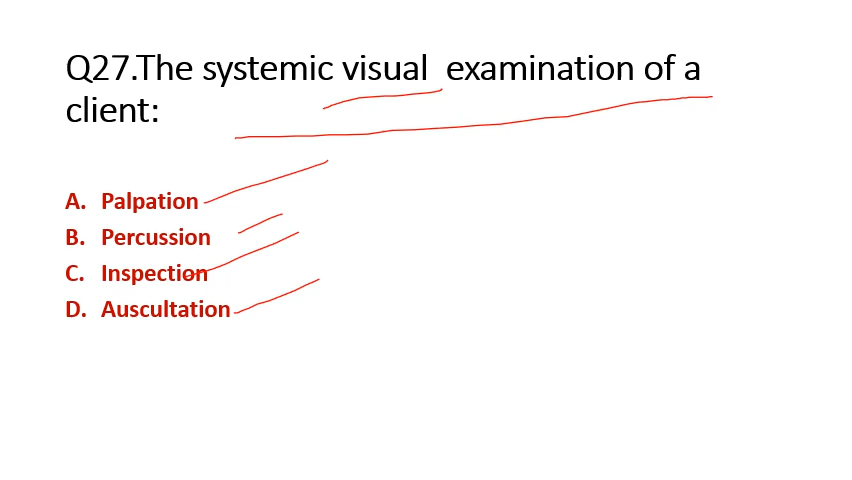 Q27.The systemic visual  examination of a
client:
A. Palpation
B. Percussion
C. Inspection
D. Auscultation